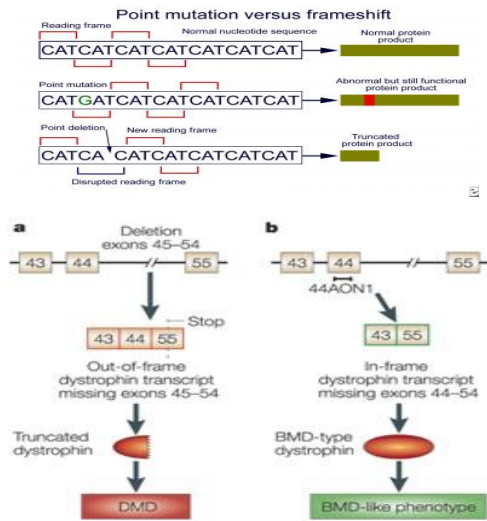 Point mutation versus frameshift
Reading frame
Normal nucleotide sequence
Normal protein
product
CATCATCATCATCATCATCAT
Point mutation
CATGATCATCATCATCATCAT
Abnormal but still functional
protein product
Point deletion
New reading frame
CATCA CATCATCATCATCAT
Truncated
protein product
Disrupted reading frame
a
Deletion
exons 45–54
43 44 // 55
Stop
43 44 55
Out-of-frame
dystrophin transcript
missing exons 45–54
Truncated
dystrophin
DMD
b
43 44 // 55
44AON1
43 55
In-frame
dystrophin transcript
missing exons 44–54
BMD-type
dystrophin
BMD-like phenotype